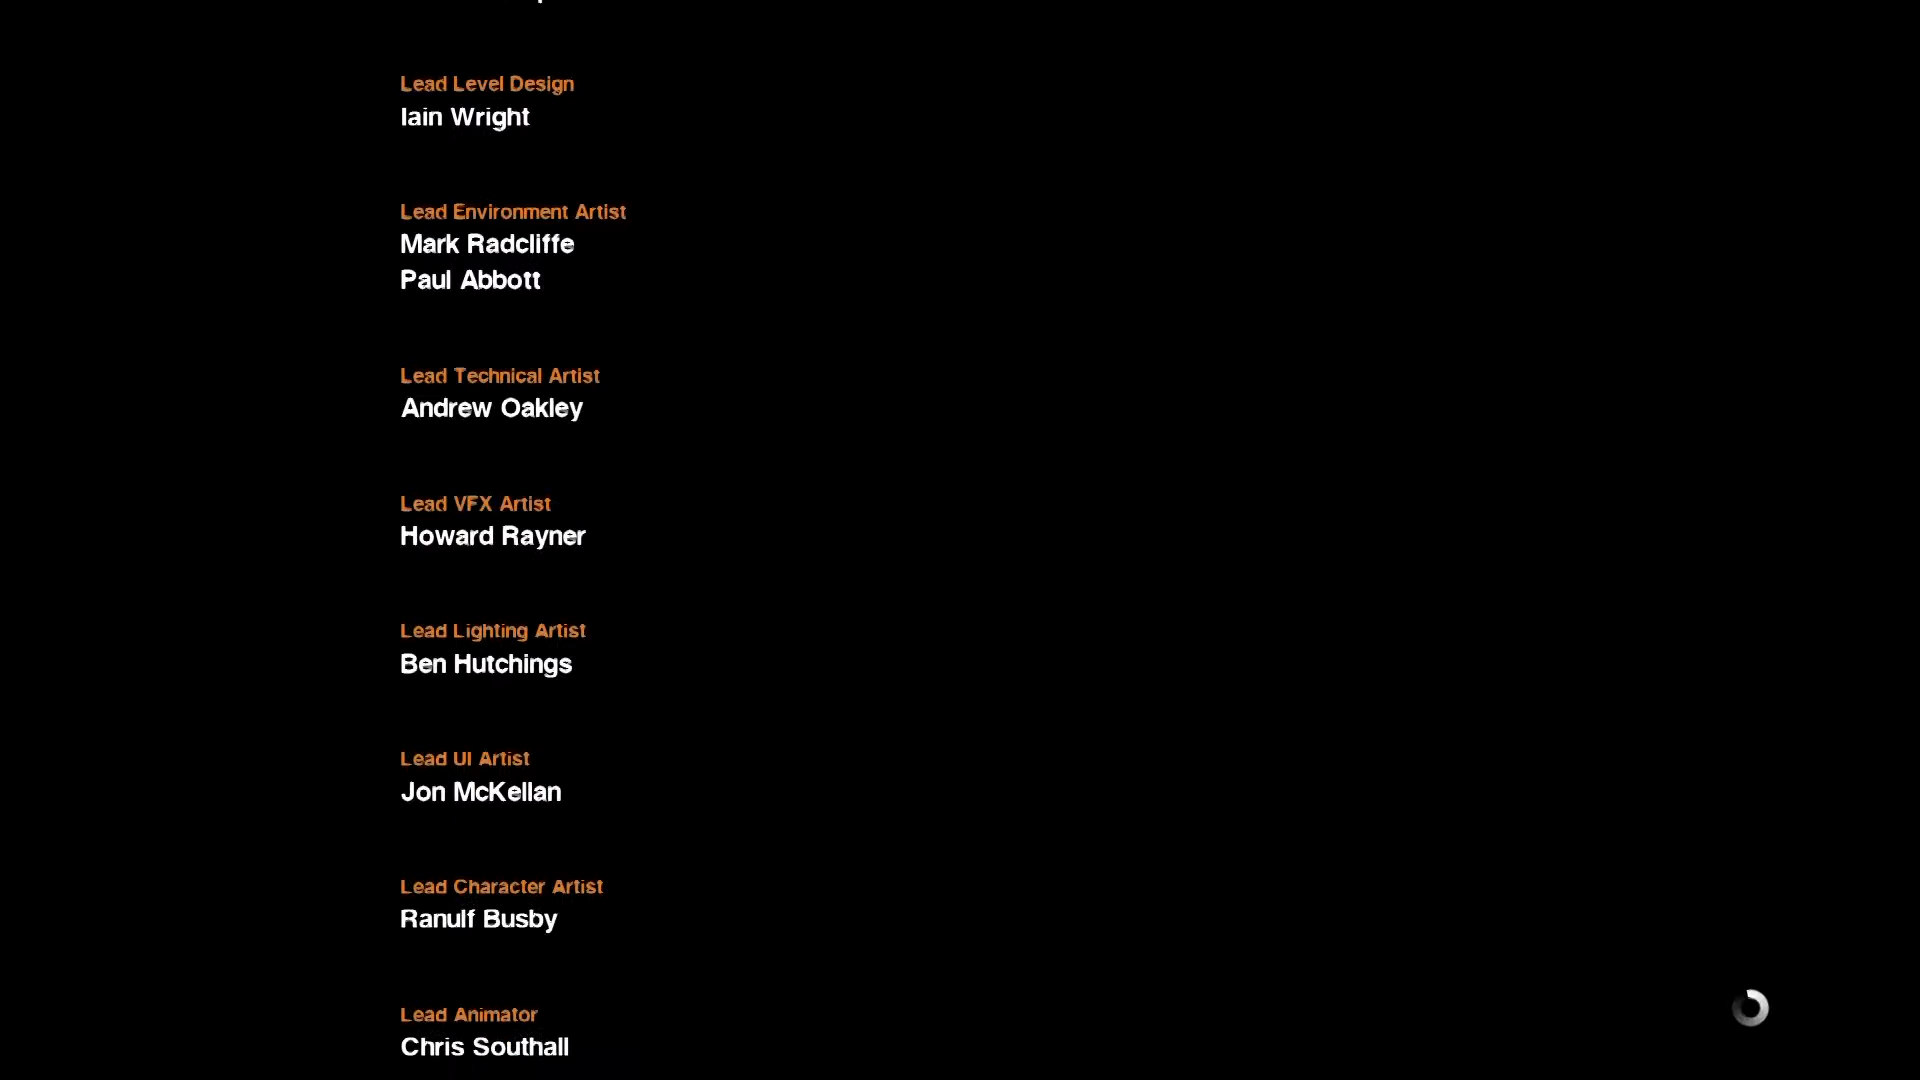 Lead Level Design
Iain Wright
Lead Environment Artist
Mark Radcliffe
Paul Abbott
Lead Technical Artist
Andrew Oakley
Lead VFX Artist
Howard Rayner
Lead Lighting Artist
Ben Hutchings
Lead UI Artist
Jon McKellan
Lead Character Artist
Ranulf Busby
Lead Animator
Chris Southall